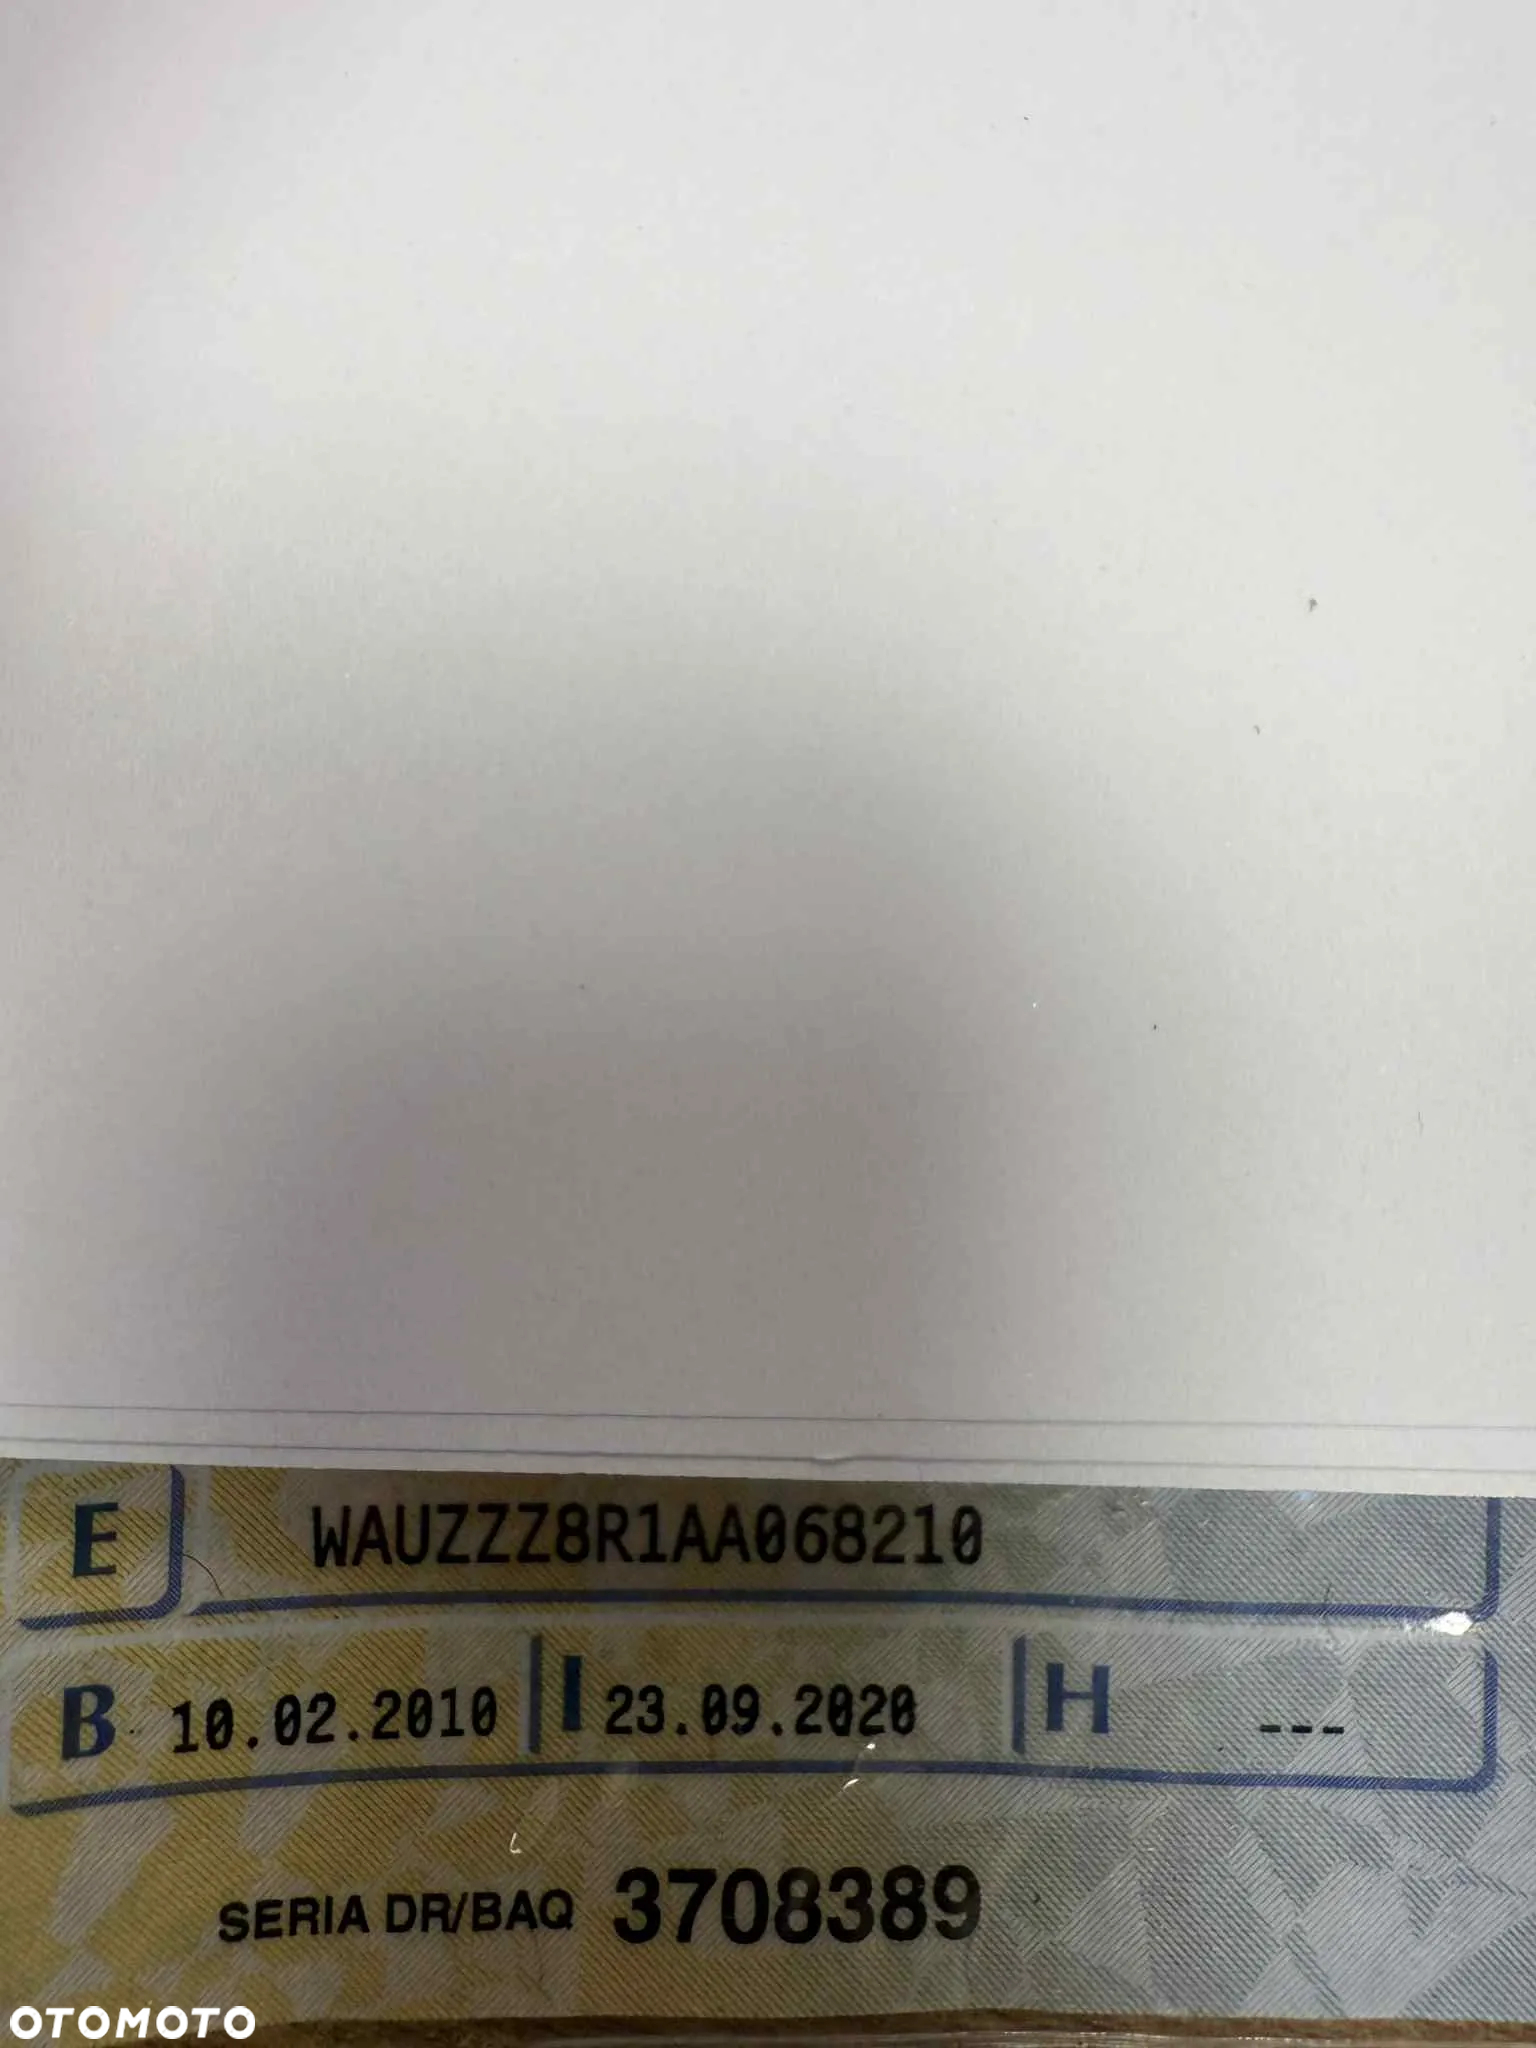 E WAUZZZ8R1AA068210
B 10.02.2010 I 23.09.2020 H ---
SERIA DR/BAQ 3708389
OTOMOTO